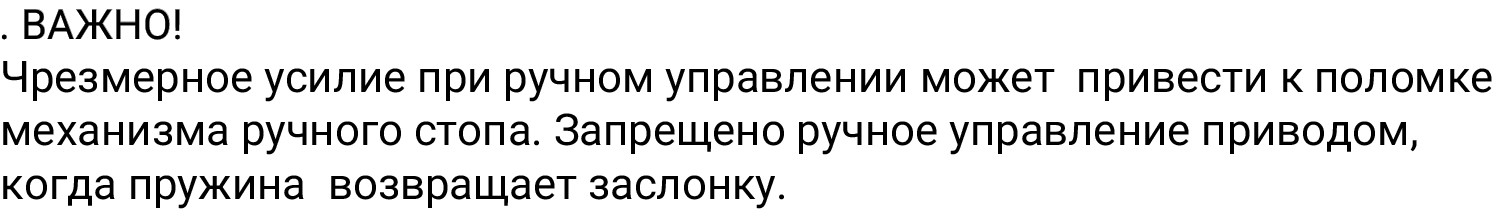 . ВАЖНО!
Чрезмерное усилие при ручном управлении может  привести к поломке
механизма ручного стопа. Запрещено ручное управление приводом,
когда пружина  возвращает заслонку.